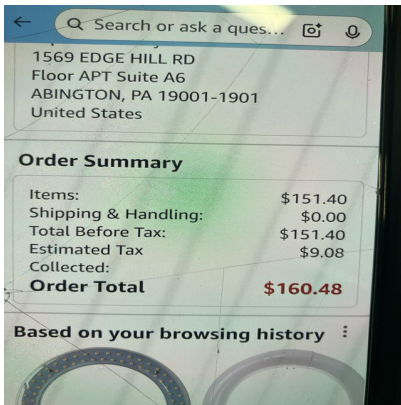 Search or ask a ques...
1569 EDGE HILL RD
Floor APT Suite A6
ABINGTON, PA 19001-1901
United States
Order Summary
Items: $151.40
Shipping & Handling: $0.00
Total Before Tax: $151.40
Estimated Tax $9.08
Collected:
Order Total $160.48
Based on your browsing history